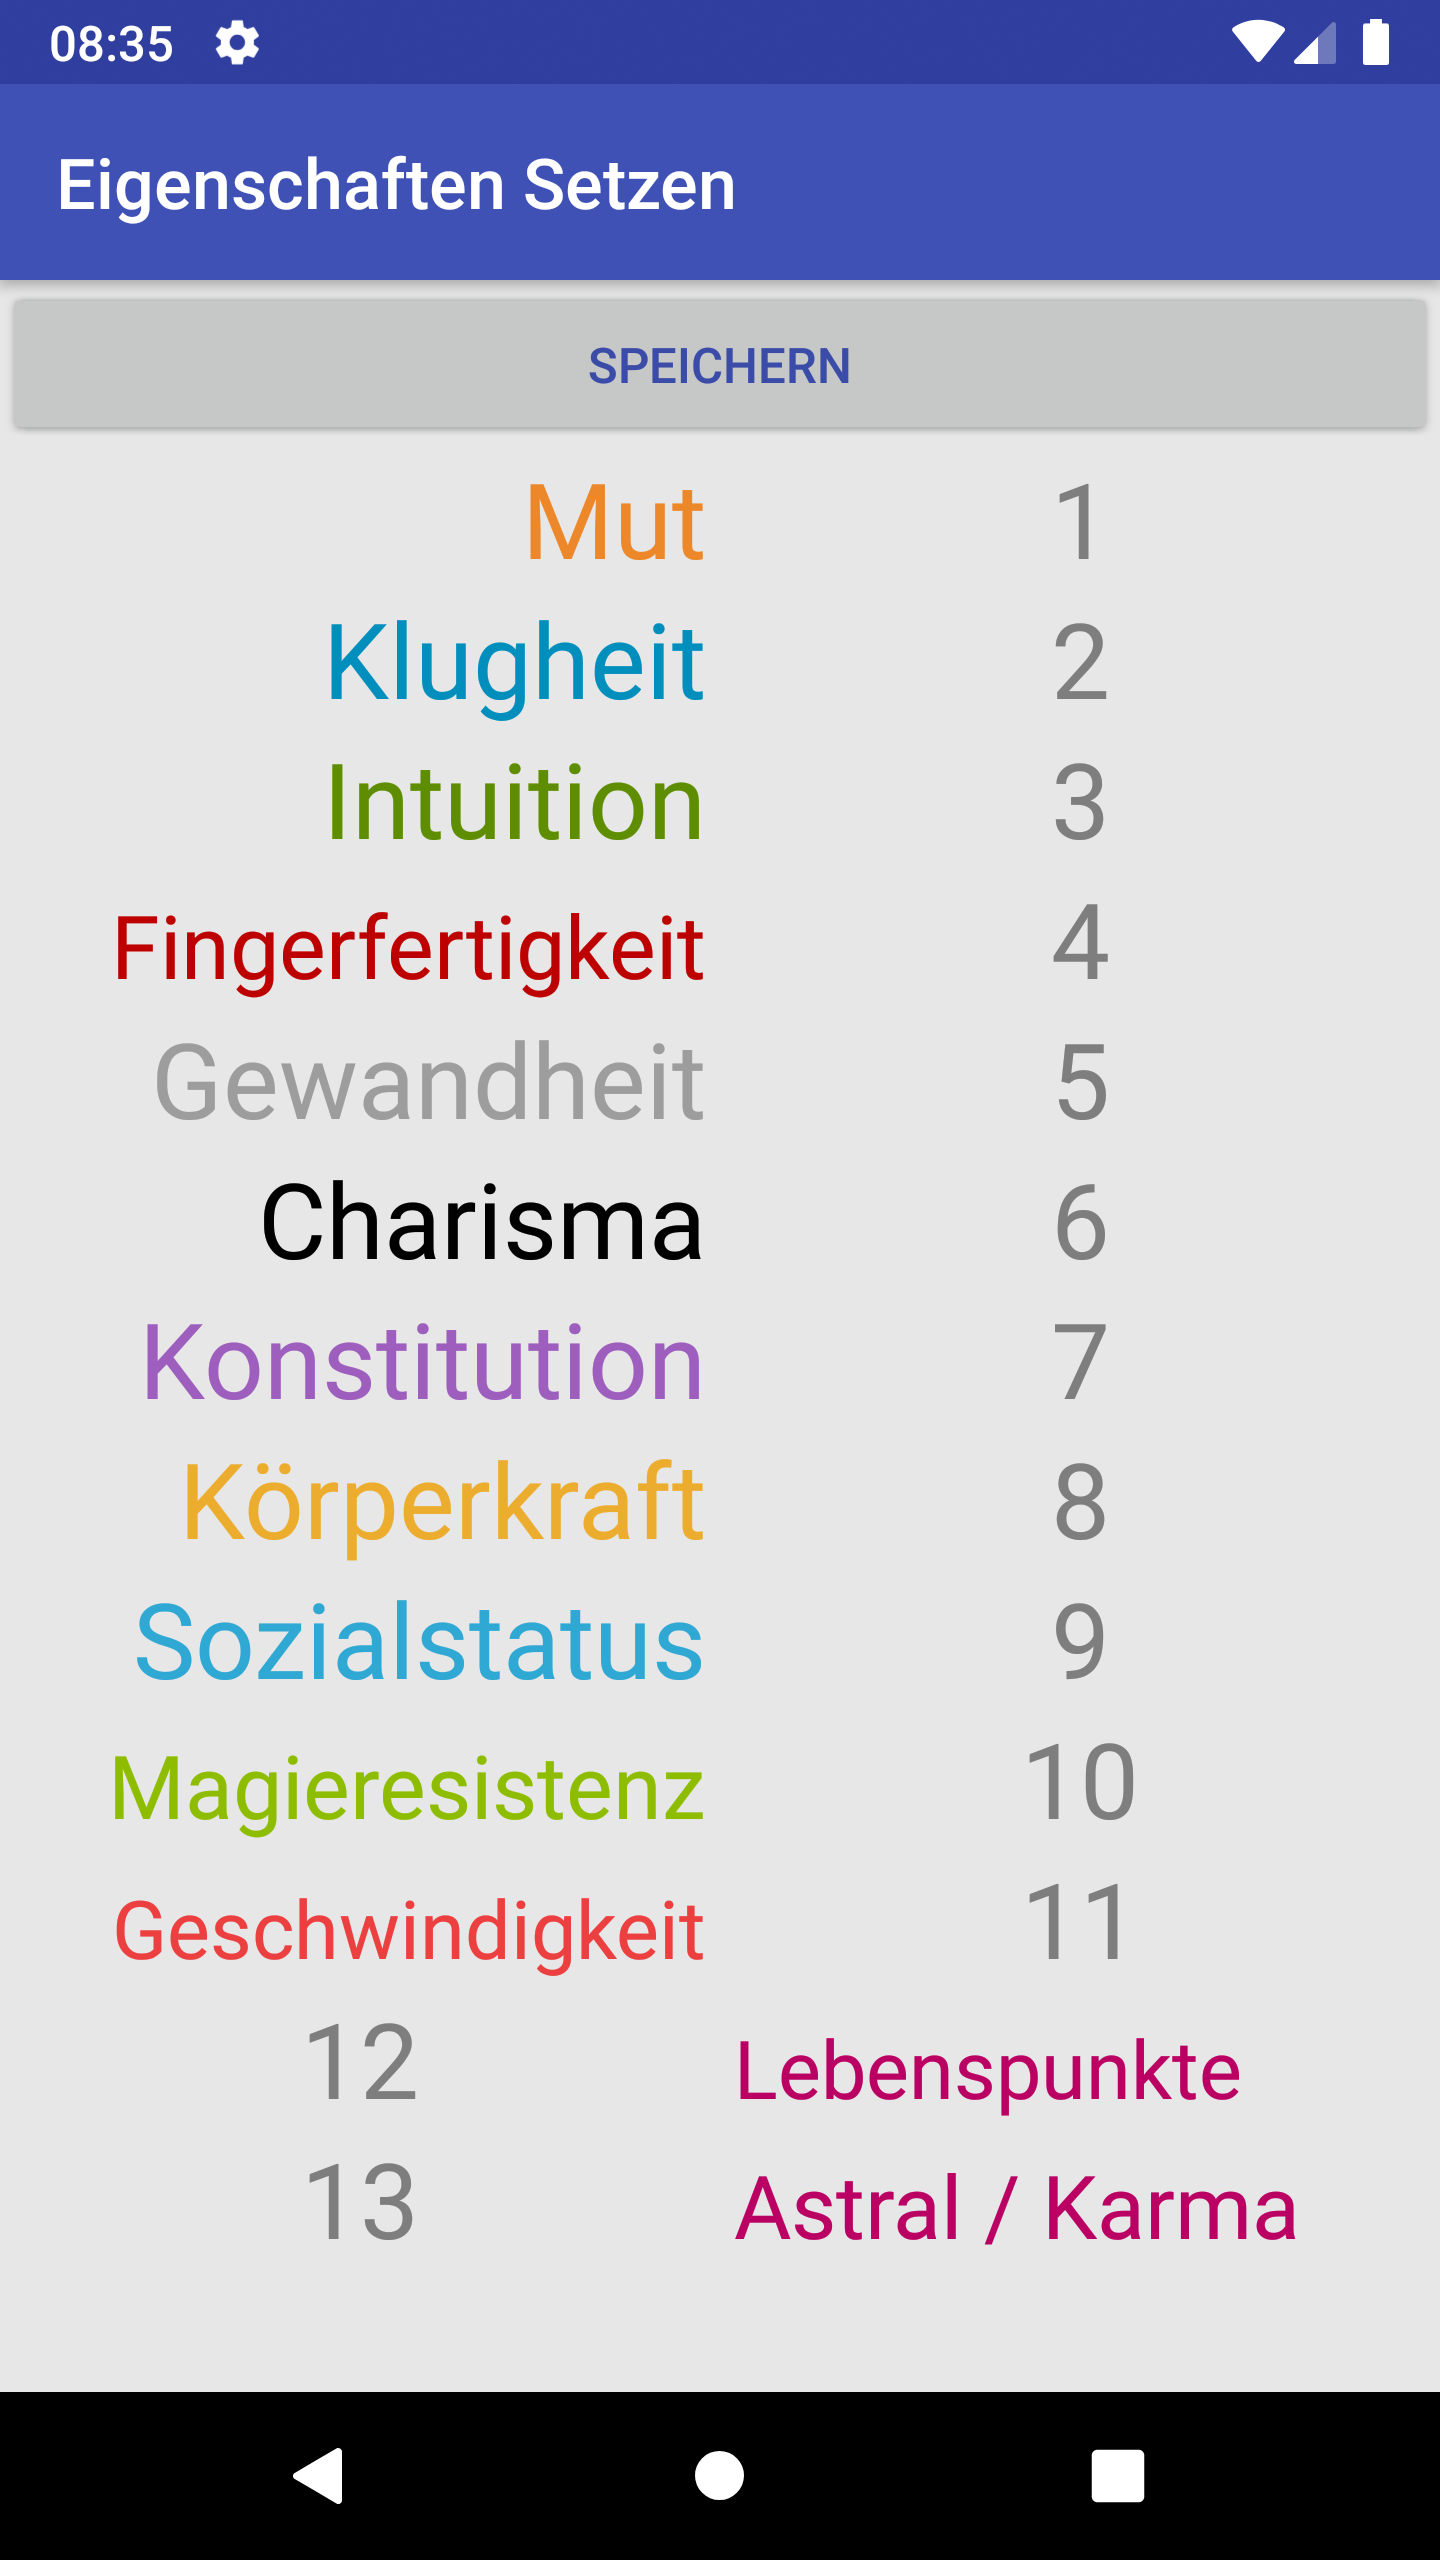 08:35
Eigenschaften Setzen
SPEICHERN
Mut 1
Klugheit 2
Intuition 3
Fingerfertigkeit 4
Gewandheit 5
Charisma 6
Konstitution 7
Körperkraft 8
Sozialstatus 9
Magieresistenz 10
Geschwindigkeit 11
12 Lebenspunkte
13 Astral / Karma